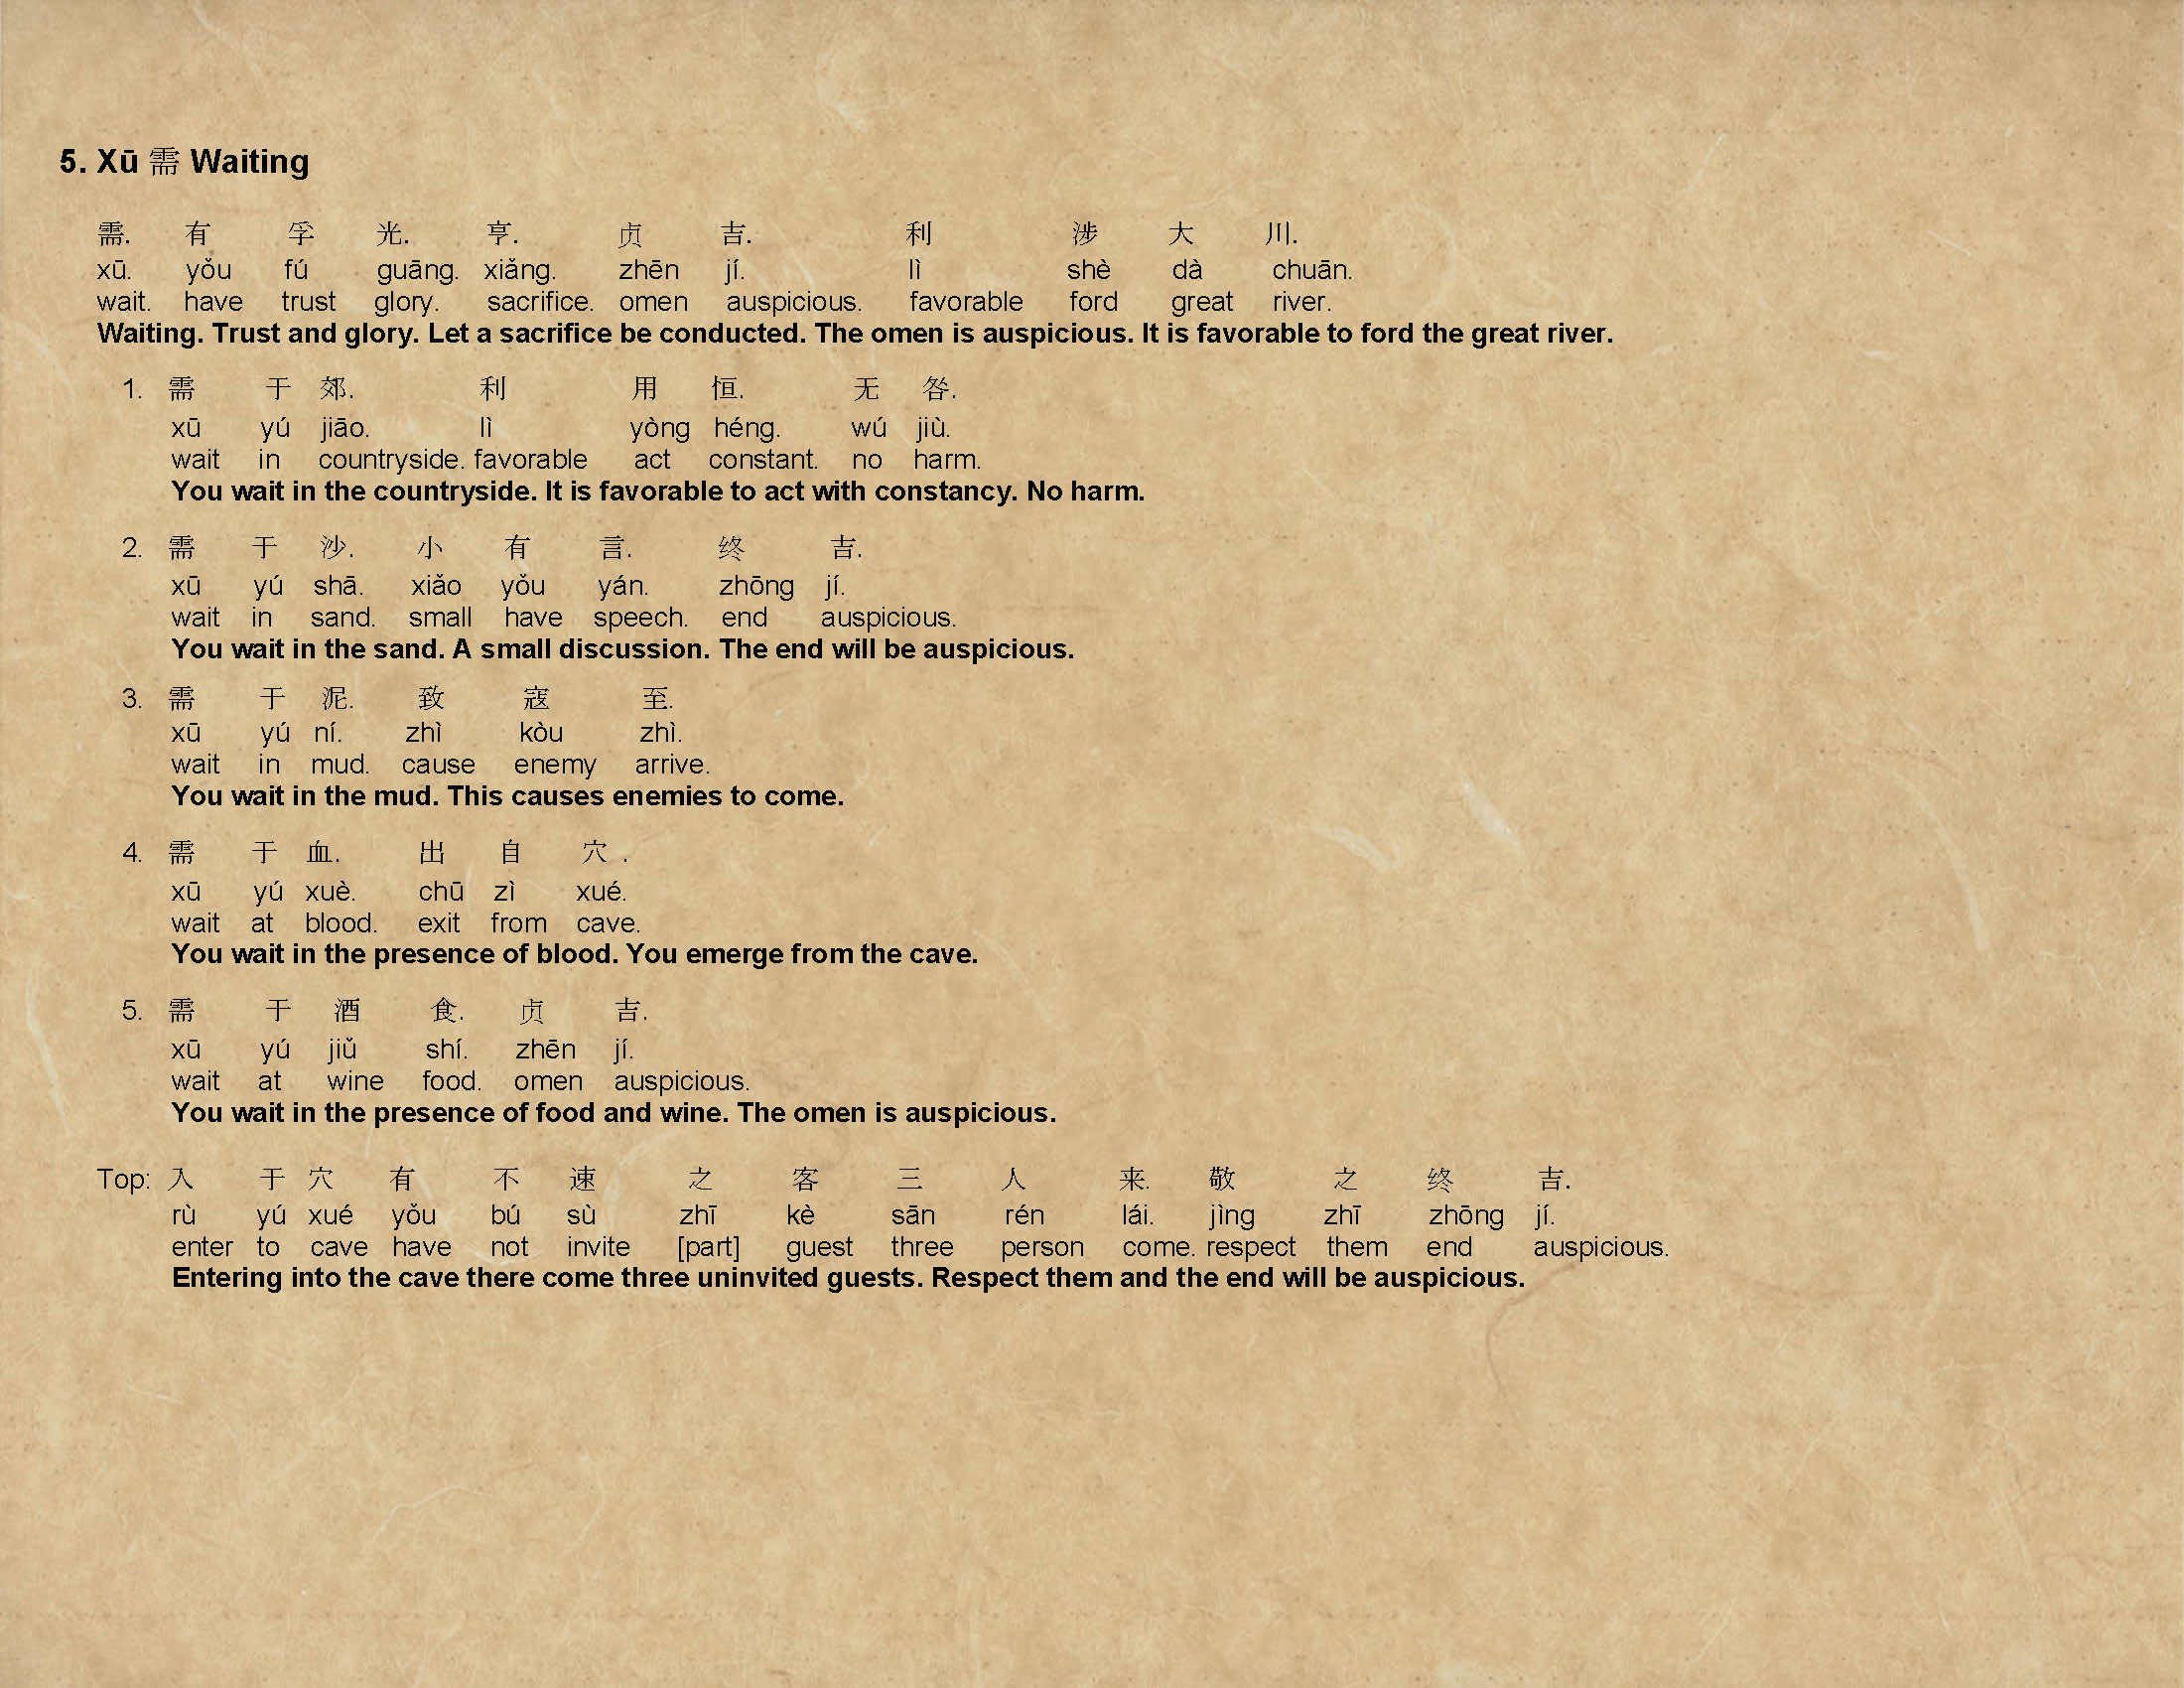 5. Xū 需 Waiting
需. 有 孚 光. 亨. 贞 吉. 利 涉 大 川.
xū. yǒu fú guāng. xiǎng. zhēn jí. lì shè dà chuān.
wait. have trust glory. sacrifice. omen auspicious. favorable ford great river.
Waiting. Trust and glory. Let a sacrifice be conducted. The omen is auspicious. It is favorable to ford the great river.
1. 需 于 郊. 利 用 恒. 无 咎.
xū yú jiāo. lì yòng héng. wú jiù.
wait in countryside. favorable act constant. no harm.
You wait in the countryside. It is favorable to act with constancy. No harm.
2. 需 于 沙. 小 有 言. 终 吉.
xū yú shā. xiǎo yǒu yán. zhōng jí.
wait in sand. small have speech. end auspicious.
You wait in the sand. A small discussion. The end will be auspicious.
3. 需 于 泥. 致 寇 至.
xū yú ní. zhì kòu zhì.
wait in mud. cause enemy arrive.
You wait in the mud. This causes enemies to come.
4. 需 于 血. 出 自 穴 .
xū yú xuè. chū zì xué.
wait at blood. exit from cave.
You wait in the presence of blood. You emerge from the cave.
5. 需 于 酒 食. 贞 吉.
xū yú jiǔ shí. zhēn jí.
wait at wine food. omen auspicious.
You wait in the presence of food and wine. The omen is auspicious.
Top: 入 于 穴 有 不 速 之 客 三 人 来. 敬 之 终 吉.
rù yú xué yǒu bú sù zhī kè sān rén lái. jìng zhī zhōng jí.
enter to cave have not invite [part] guest three person come. respect them end auspicious.
Entering into the cave there come three uninvited guests. Respect them and the end will be auspicious.